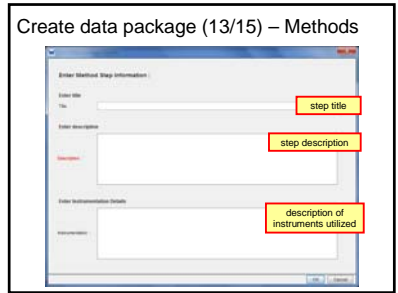 Create data package (13/15) – Methods
Enter Method Step Information :
Enter title
Title
step title
Enter description
step description
Description
Enter Instrumentation Details
description of
instruments utilized
Instrumentation
OK Cancel